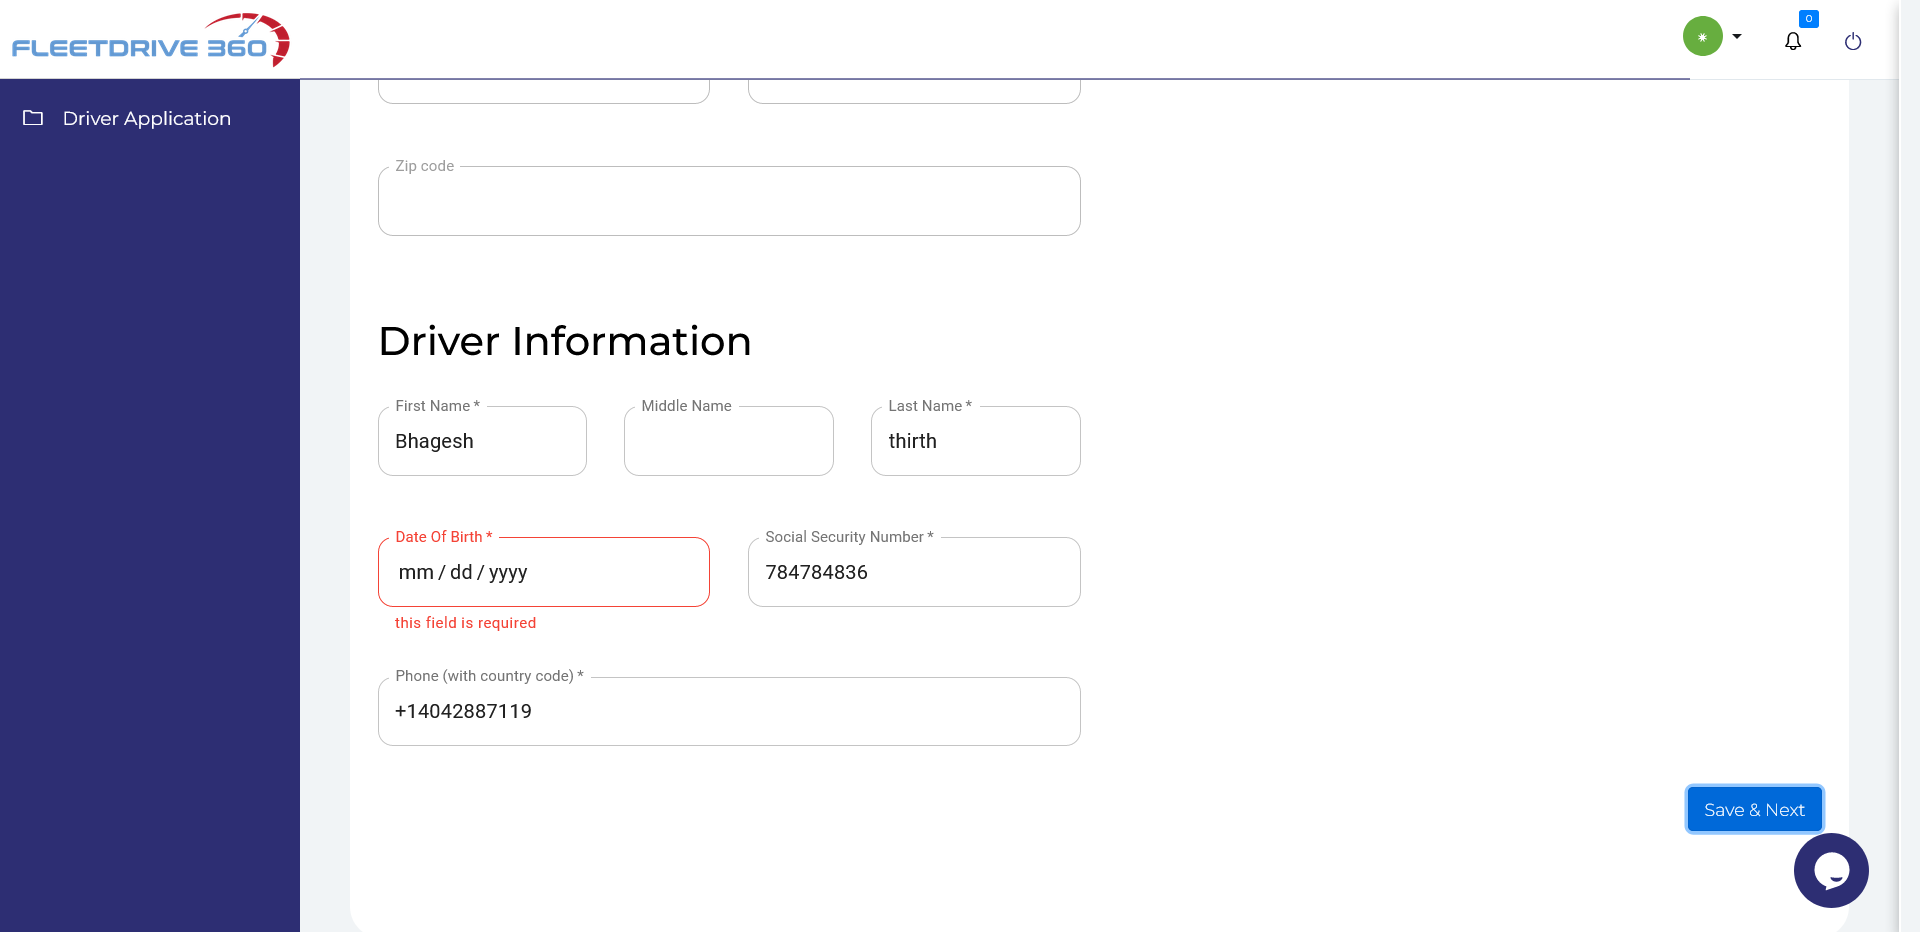 FLEETDRIVE 360
0
Driver Application
Zip code
Driver Information
First Name *
Middle Name
Last Name *
Bhagesh
thirth
Date Of Birth *
Social Security Number *
mm / dd / yyyy
784784836
this field is required
Phone (with country code) *
+14042887119
Save & Next